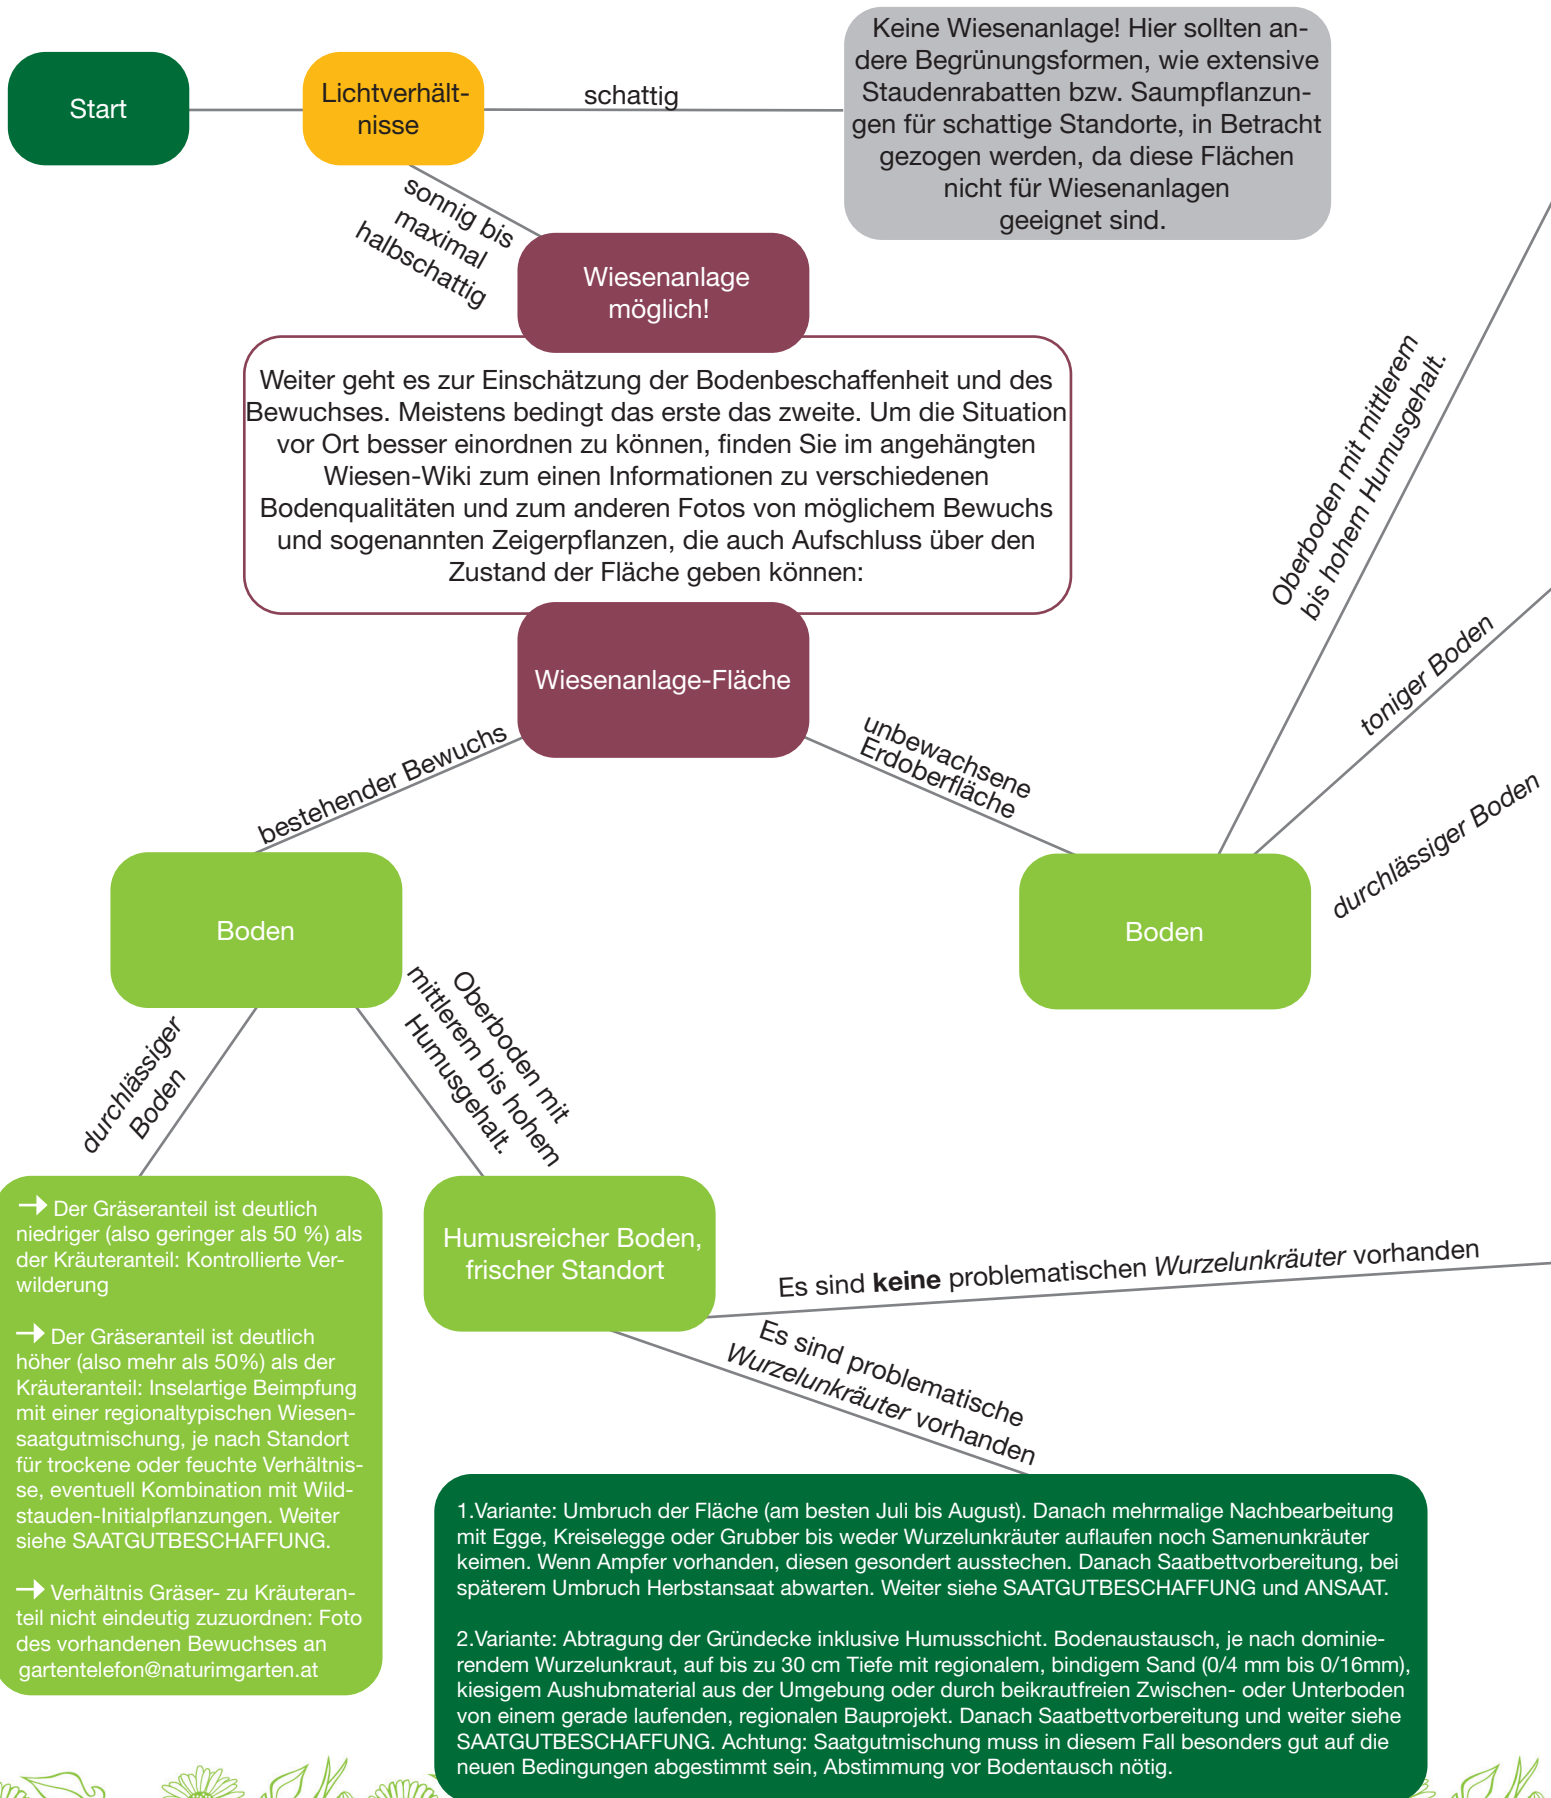 Start
Lichtverhält-
nisse
schattig
Keine Wiesenanlage! Hier sollten an-
dere Begrünungsformen, wie extensive
Staudenrabatten bzw. Saumpflanzun-
gen für schattige Standorte, in Betracht
gezogen werden, da diese Flächen
nicht für Wiesenanlagen
geeignet sind.
sonnig bis
maximal
halbschattig
Wiesenanlage
möglich!
Weiter geht es zur Einschätzung der Bodenbeschaffenheit und des
Bewuchses. Meistens bedingt das erste das zweite. Um die Situation
vor Ort besser einordnen zu können, finden Sie im angehängten
Wiesen-Wiki zum einen Informationen zu verschiedenen
Bodenqualitäten und zum anderen Fotos von möglichem Bewuchs
und sogenannten Zeigerpflanzen, die auch Aufschluss über den
Zustand der Fläche geben können:
Wiesenanlage-Fläche
bestehender Bewuchs
unbewachsene
Erdoberfläche
Oberboden mit mittlerem
bis hohem Humusgehalt.
toniger Boden
durchlässiger Boden
Boden
Boden
durchlässiger
Boden
Oberboden mit
mittlerem bis hohem
Humusgehalt.
→ Der Gräseranteil ist deutlich
niedriger (also geringer als 50 %) als
der Kräuteranteil: Kontrollierte Ver-
wilderung
→ Der Gräseranteil ist deutlich
höher (also mehr als 50%) als der
Kräuteranteil: Inselartige Beimpfung
mit einer regionaltypischen Wiesen-
saatgutmischung, je nach Standort
für trockene oder feuchte Verhältnis-
se, eventuell Kombination mit Wild-
stauden-Initialpflanzungen. Weiter
siehe SAATGUTBESCHAFFUNG.
→ Verhältnis Gräser- zu Kräuteran-
teil nicht eindeutig zuzuordnen: Foto
des vorhandenen Bewuchses an
gartentelefon@naturimgarten.at
Humusreicher Boden,
frischer Standort
Es sind keine problematischen Wurzelunkräuter vorhanden
Es sind problematische
Wurzelunkräuter vorhanden
1.Variante: Umbruch der Fläche (am besten Juli bis August). Danach mehrmalige Nachbearbeitung
mit Egge, Kreiselegge oder Grubber bis weder Wurzelunkräuter auflaufen noch Samenunkräuter
keimen. Wenn Ampfer vorhanden, diesen gesondert ausstechen. Danach Saatbettvorbereitung, bei
späterem Umbruch Herbstansaat abwarten. Weiter siehe SAATGUTBESCHAFFUNG und ANSAAT.
2.Variante: Abtragung der Gründecke inklusive Humusschicht. Bodenaustausch, je nach dominie-
rendem Wurzelunkraut, auf bis zu 30 cm Tiefe mit regionalem, bindigem Sand (0/4 mm bis 0/16mm),
kiesigem Aushubmaterial aus der Umgebung oder durch beikrautfreien Zwischen- oder Unterboden
von einem gerade laufenden, regionalen Bauprojekt. Danach Saatbettvorbereitung und weiter siehe
SAATGUTBESCHAFFUNG. Achtung: Saatgutmischung muss in diesem Fall besonders gut auf die
neuen Bedingungen abgestimmt sein, Abstimmung vor Bodentausch nötig.